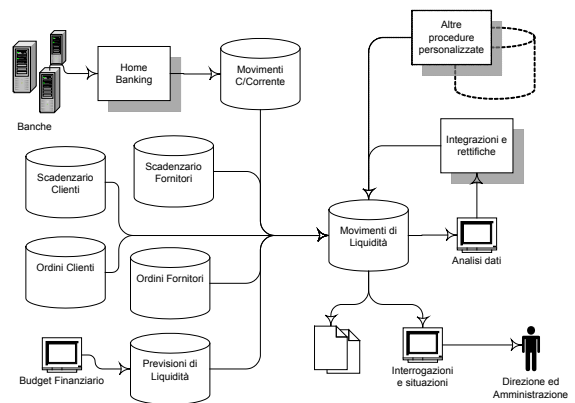 Altre
procedure
personalizzate
Home
Banking
Movimenti
C/Corrente
Banche
Integrazioni e
rettifiche
Scadenzario
Clienti
Scadenzario
Fornitori
Movimenti di
Liquidità
Analisi dati
Ordini Clienti
Ordini Fornitori
Previsioni di
Liquidità
Budget Finanziario
Interrogazioni
e situazioni
Direzione ed
Amministrazione